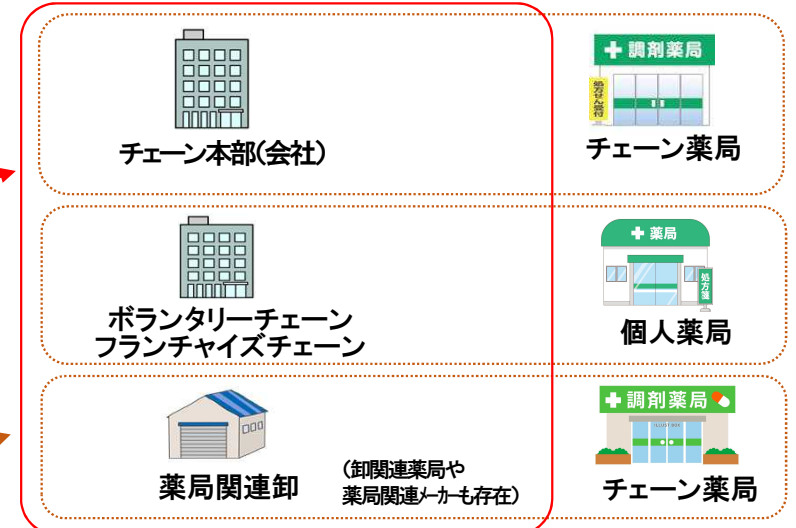 調剤薬局
処方せん受付
チェーン本部(会社)
チェーン薬局
薬局
処方箋
ボランタリーチェーン
フランチャイズチェーン
個人薬局
調剤薬局
薬局関連卸
(卸関連薬局や
薬局関連メーカーも存在)
チェーン薬局